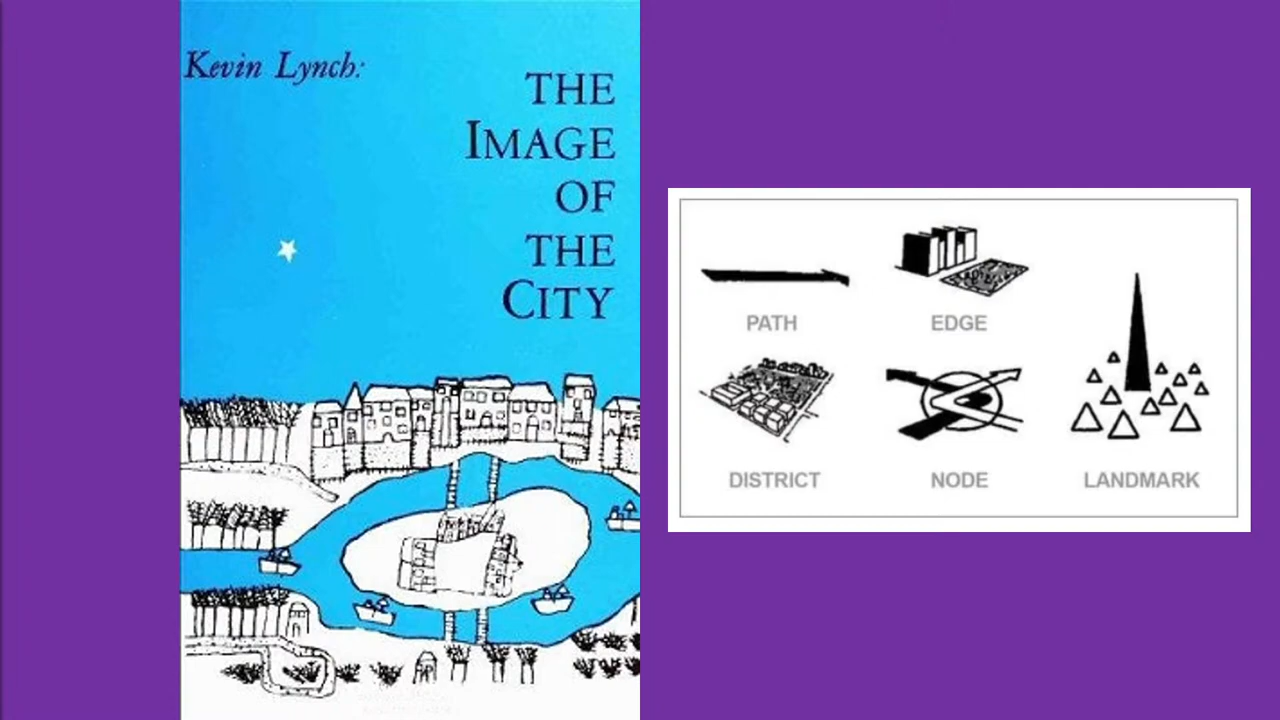 Kevin Lynch:
THE
IMAGE
OF
THE
CITY
PATH
EDGE
DISTRICT
NODE
LANDMARK